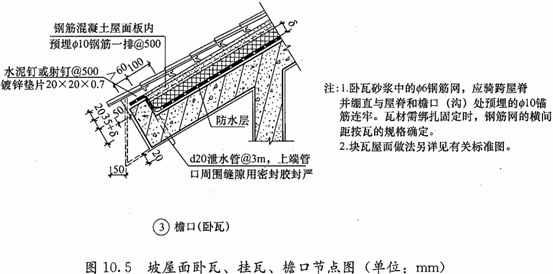 钢筋混凝土屋面板内
预埋φ10钢筋一排@500
δ
水泥钉或射钉@500
镀锌垫片20×20×0.7
>60
100
50
2035+δ
防水层
d20泄水管@3m,上端管
口周围缝隙用密封胶封严
20
50
注:1.卧瓦砂浆中的φ6钢筋网,应骑跨屋脊
并绷直与屋脊和檐口(沟)处预埋的φ10锚
筋连牢。瓦材需绑扎固定时,钢筋网的横间
距按瓦的规格确定。
2.块瓦屋面做法另详见有关标准图。
③ 檐口(卧瓦)
图 10.5 坡屋面卧瓦、挂瓦、檐口节点图(单位:mm)